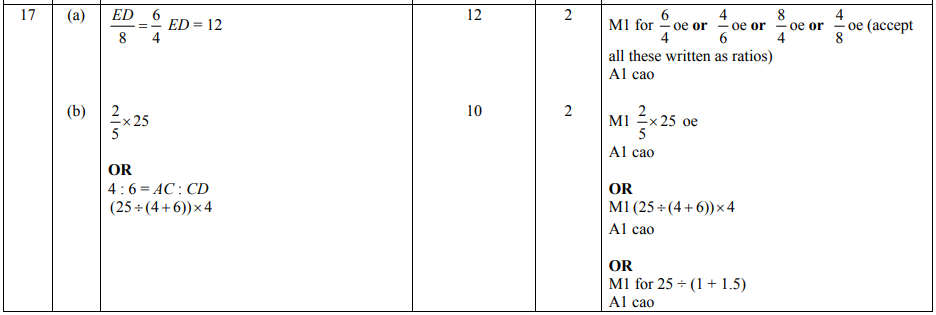 17 (a) ED/8 = 6/4 ED = 12 12 2 M1 for 6/4 oe or 4/6 oe or 8/4 oe or 4/8 oe (accept
all these written as ratios)
A1 cao
(b) 2/5 × 25 10 2 M1 2/5 × 25 oe
A1 cao
OR OR
4 : 6 = AC : CD M1 (25 ÷ (4 + 6)) × 4
(25 ÷ (4 + 6)) × 4 A1 cao
OR
M1 for 25 ÷ (1 + 1.5)
A1 cao